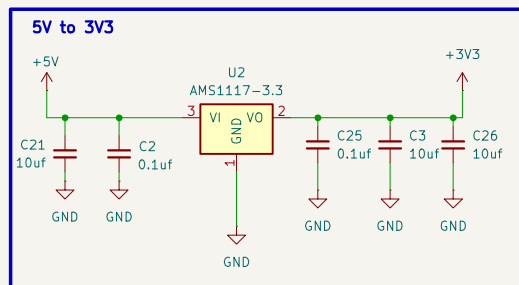 5V to 3V3
+5V
+3V3
U2
AMS1117-3.3
3 VI VO 2
GND
1
C21
10uf
C2
0.1uf
C25
0.1uf
C3
10uf
C26
10uf
GND
GND
GND
GND
GND
GND